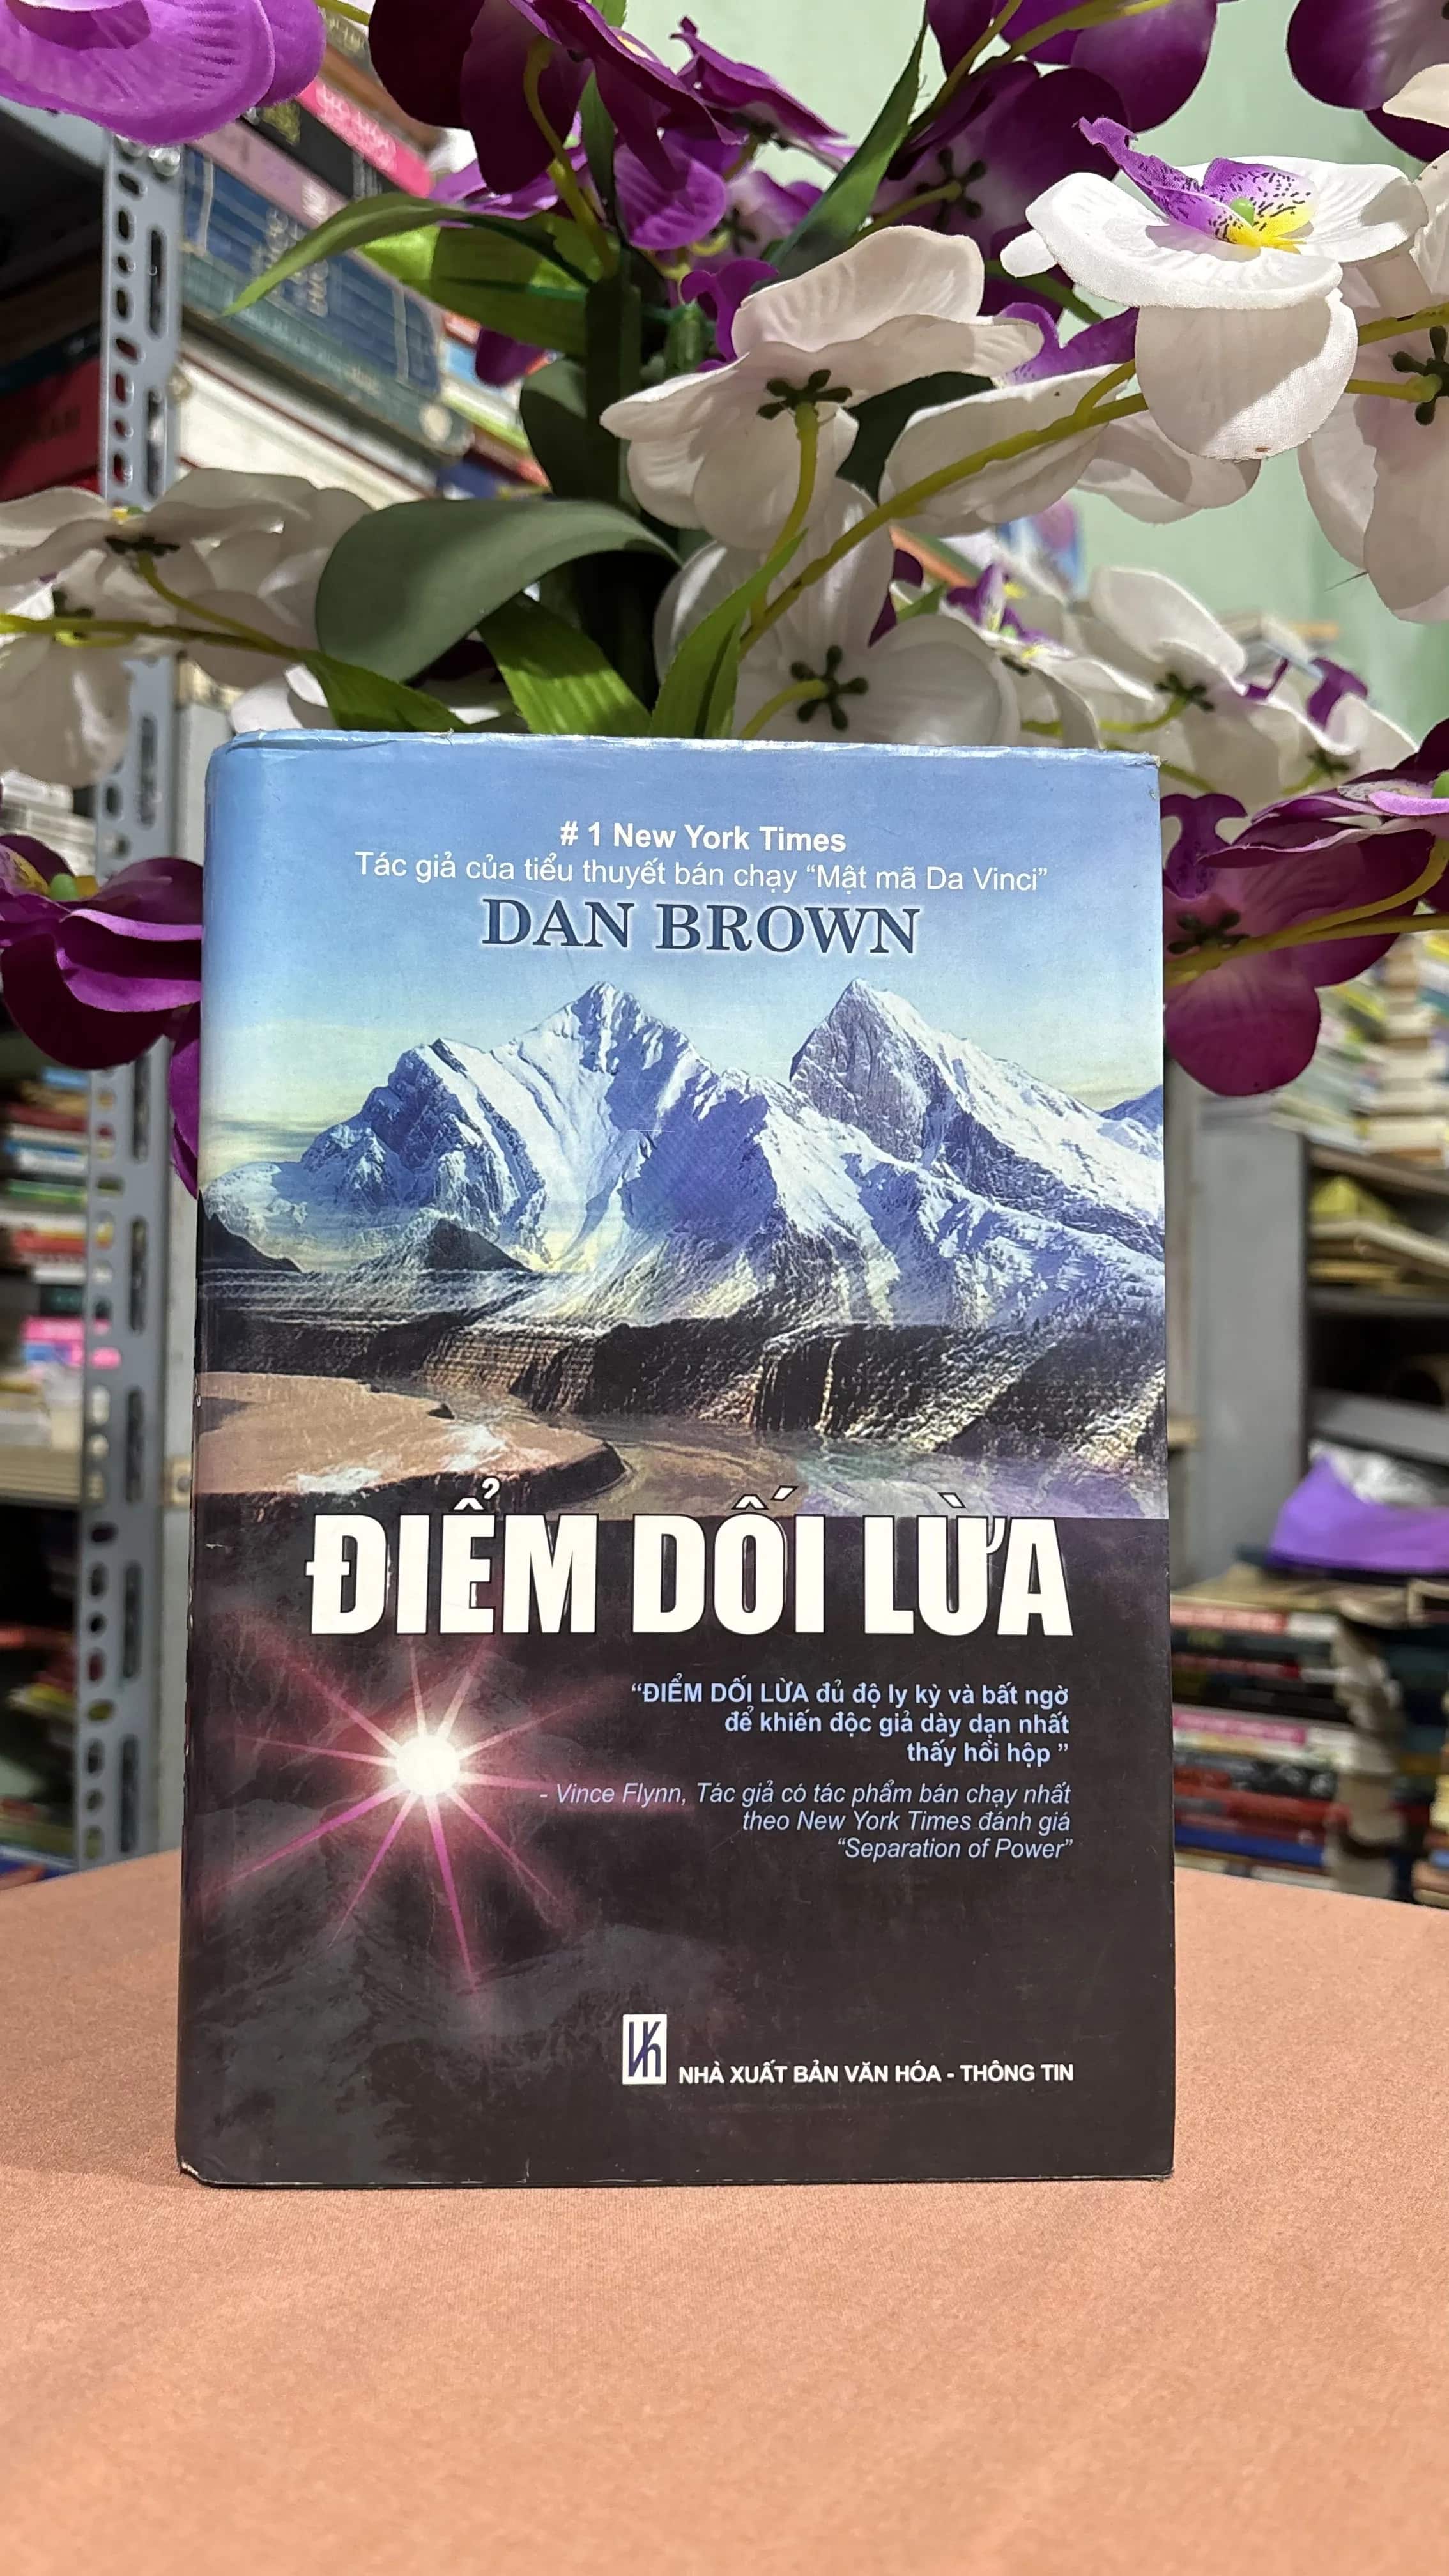 # 1 New York Times
Tác giả của tiểu thuyết bán chạy “Mật mã Da Vinci”
DAN BROWN
ĐIỂM DỐI LỪA
“ĐIỂM DỐI LỪA đủ độ ly kỳ và bất ngờ
để khiến độc giả dày dạn nhất
thấy hồi hộp ”
- Vince Flynn, Tác giả có tác phẩm bán chạy nhất
theo New York Times đánh giá
“Separation of Power”
NHÀ XUẤT BẢN VĂN HÓA - THÔNG TIN